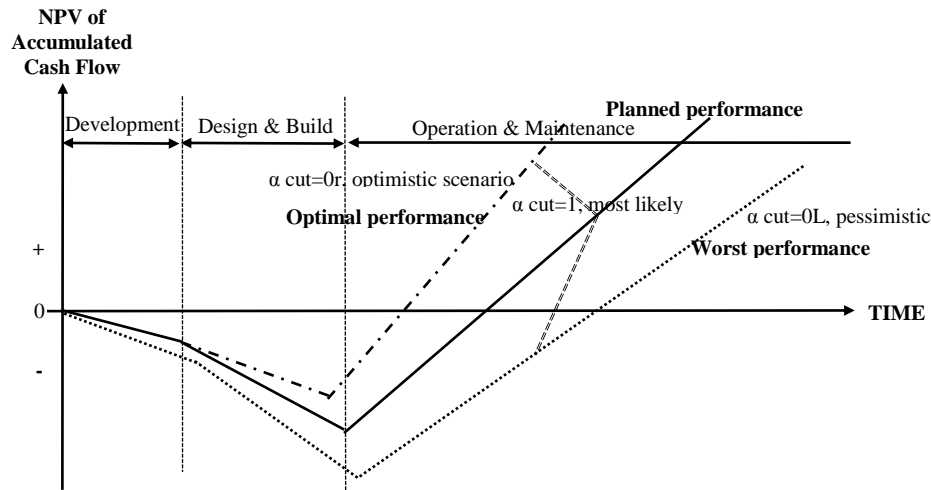 NPV of
Accumulated
Cash Flow
Planned performance
Development
Design & Build
Operation & Maintenance
α cut=0r, optimistic scenario
α cut=1, most likely
Optimal performance
α cut=0L, pessimistic
Worst performance
+
0
TIME
-